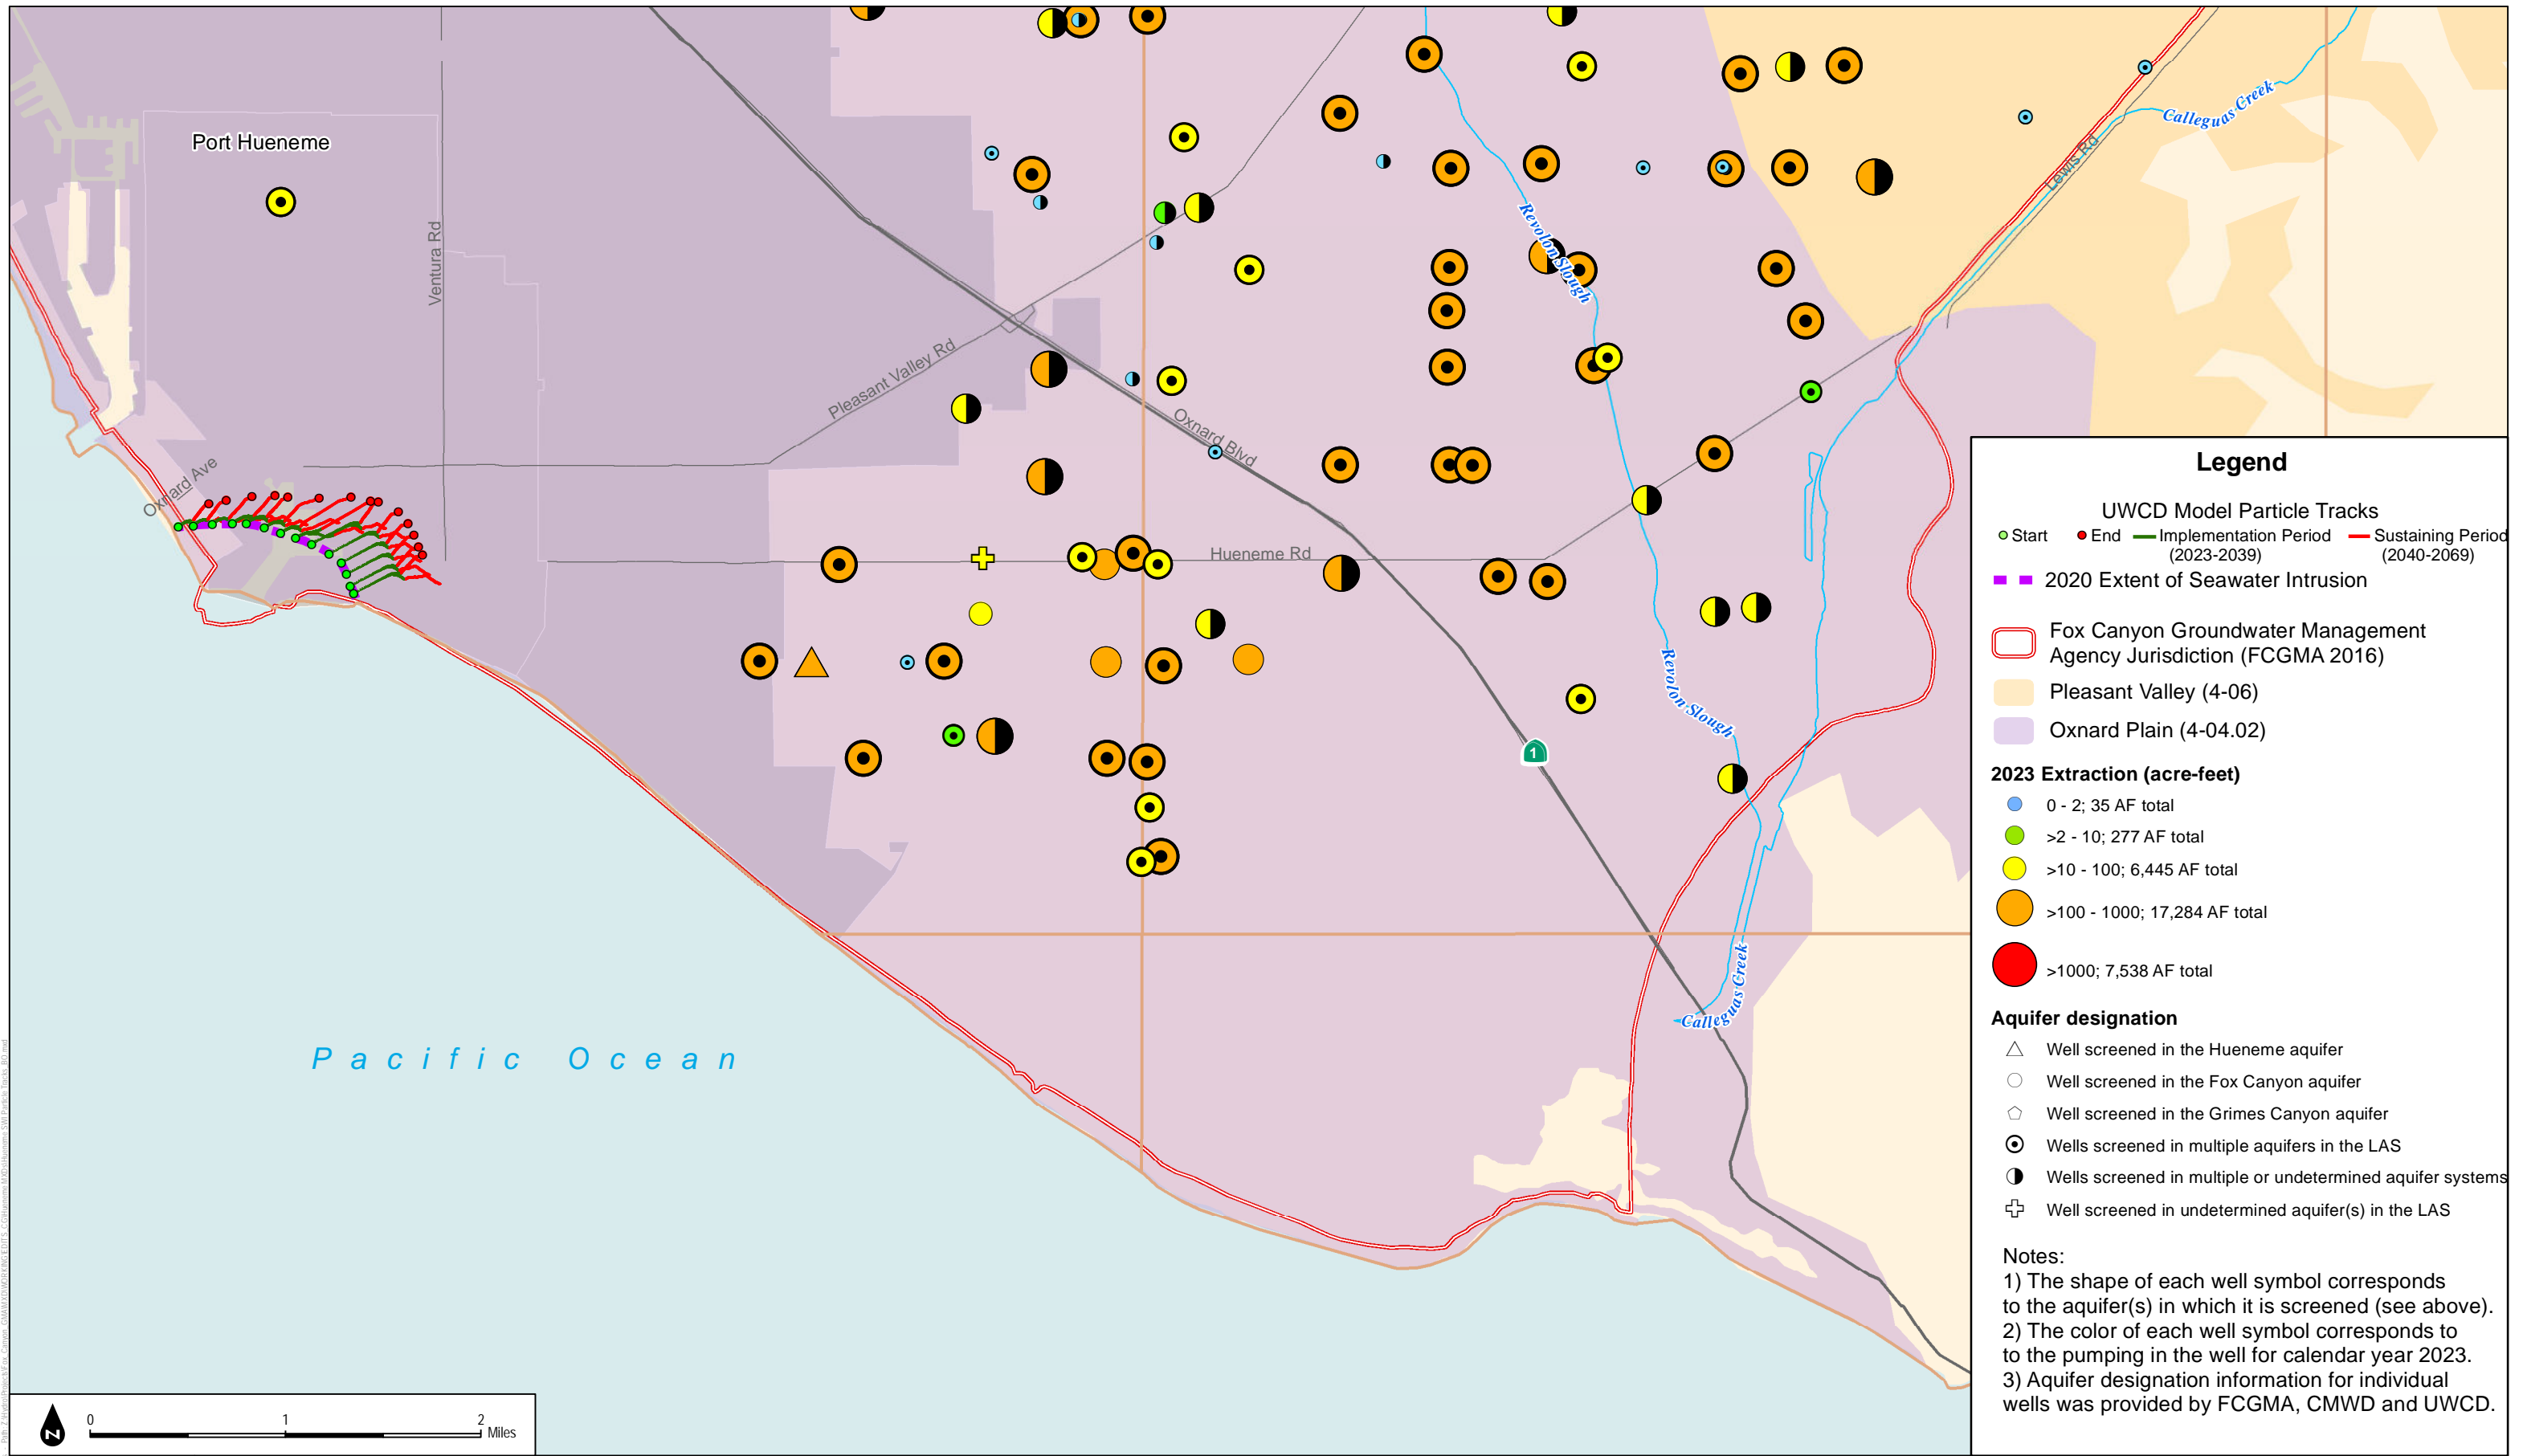 Port Hueneme
Ventura Rd
Oxnard Ave
Pleasant Valley Rd
Oxnard Blvd
Hueneme Rd
Revolon Slough
Revolon Slough
Calleguas Creek
Lewis Rd
1
Calleguas Creek
Pacific Ocean
N
0 1 2
Miles
Legend
UWCD Model Particle Tracks
Start End Implementation Period Sustaining Period
(2023-2039) (2040-2069)
2020 Extent of Seawater Intrusion
Fox Canyon Groundwater Management
Agency Jurisdiction (FCGMA 2016)
Pleasant Valley (4-06)
Oxnard Plain (4-04.02)
2023 Extraction (acre-feet)
0 - 2; 35 AF total
>2 - 10; 277 AF total
>10 - 100; 6,445 AF total
>100 - 1000; 17,284 AF total
>1000; 7,538 AF total
Aquifer designation
Well screened in the Hueneme aquifer
Well screened in the Fox Canyon aquifer
Well screened in the Grimes Canyon aquifer
Wells screened in multiple aquifers in the LAS
Wells screened in multiple or undetermined aquifer systems
Well screened in undetermined aquifer(s) in the LAS
Notes:
1) The shape of each well symbol corresponds
to the aquifer(s) in which it is screened (see above).
2) The color of each well symbol corresponds to
to the pumping in the well for calendar year 2023.
3) Aquifer designation information for individual
wells was provided by FCGMA, CMWD and UWCD.